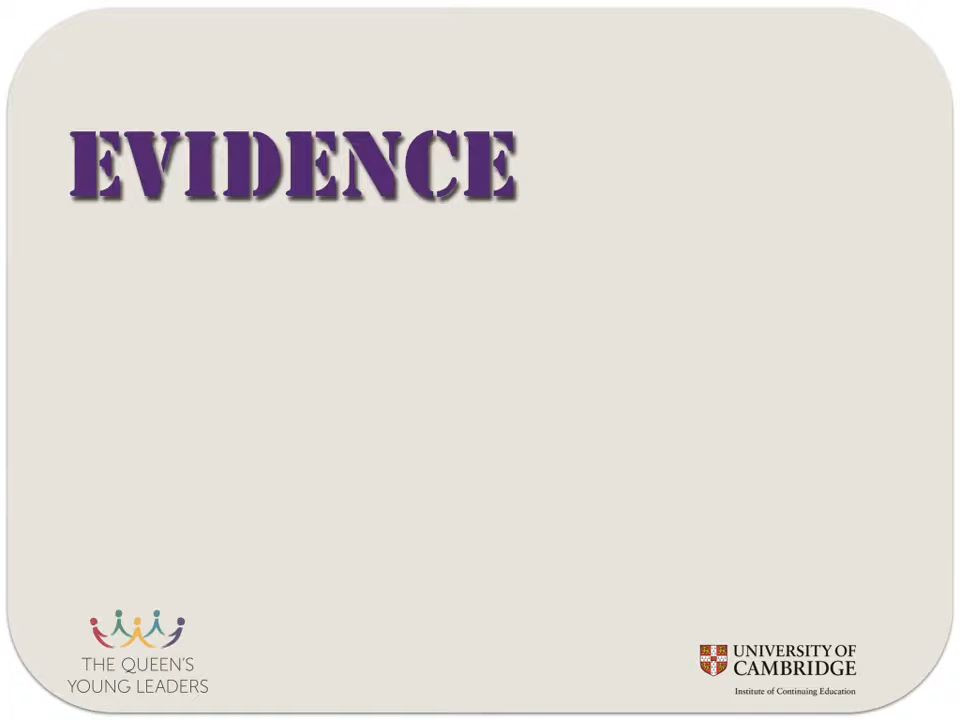 EVIDENCE
THE QUEEN'S
YOUNG LEADERS
UNIVERSITY OF
CAMBRIDGE
Institute of Continuing Education